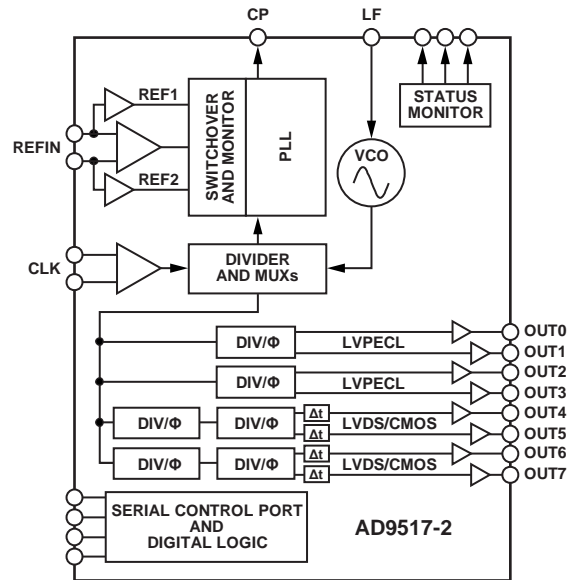 CP
LF
REF1
STATUS
MONITOR
REFIN
SWITCHOVER
AND MONITOR
PLL
VCO
REF2
CLK
DIVIDER
AND MUXs
DIV/Φ
LVPECL
OUT0
OUT1
DIV/Φ
LVPECL
OUT2
OUT3
DIV/Φ
DIV/Φ
Δt
Δt
LVDS/CMOS
OUT4
OUT5
DIV/Φ
DIV/Φ
Δt
Δt
LVDS/CMOS
OUT6
OUT7
SERIAL CONTROL PORT
AND
DIGITAL LOGIC
AD9517-2